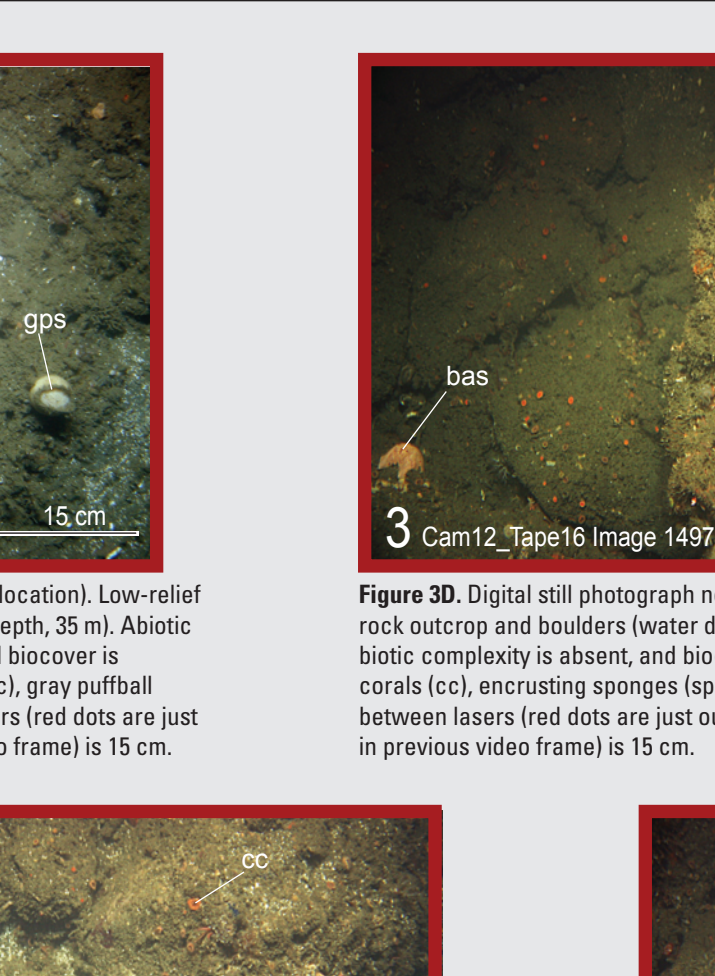 gps
15 cm
location). Low-relief
epth, 35 m). Abiotic
biocover is
c), gray puffball
rs (red dots are just
o frame) is 15 cm.
bas
3 Cam12_Tape16 Image 1497
Figure 3D. Digital still photograph n
rock outcrop and boulders (water d
biotic complexity is absent, and bio
corals (cc), encrusting sponges (sp
between lasers (red dots are just ou
in previous video frame) is 15 cm.
cc